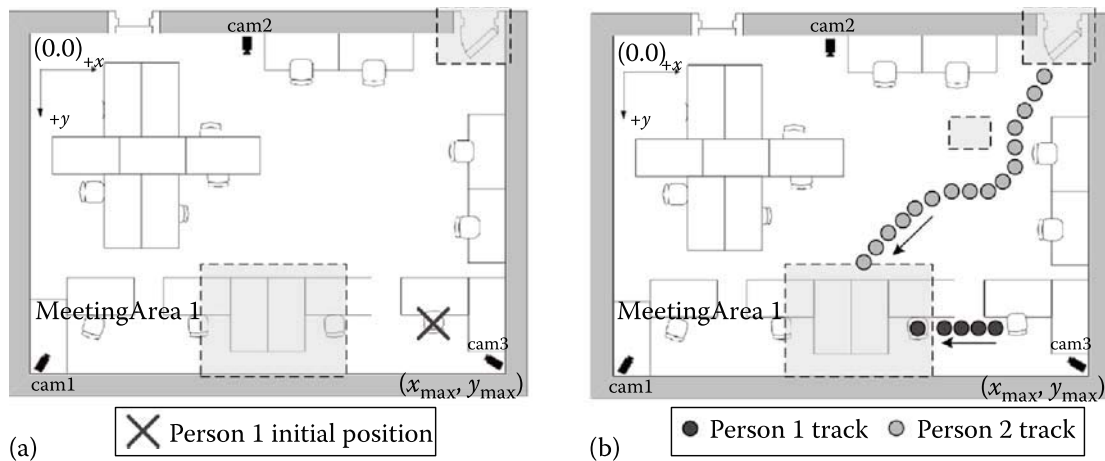 cam2
(0.0)
+x
+y
MeetingArea 1
cam3
cam1
(xmax, ymax)
(a)
Person 1 initial position
cam2
(0.0)
+x
+y
MeetingArea 1
cam3
cam1
(xmax, ymax)
(b)
Person 1 track
Person 2 track